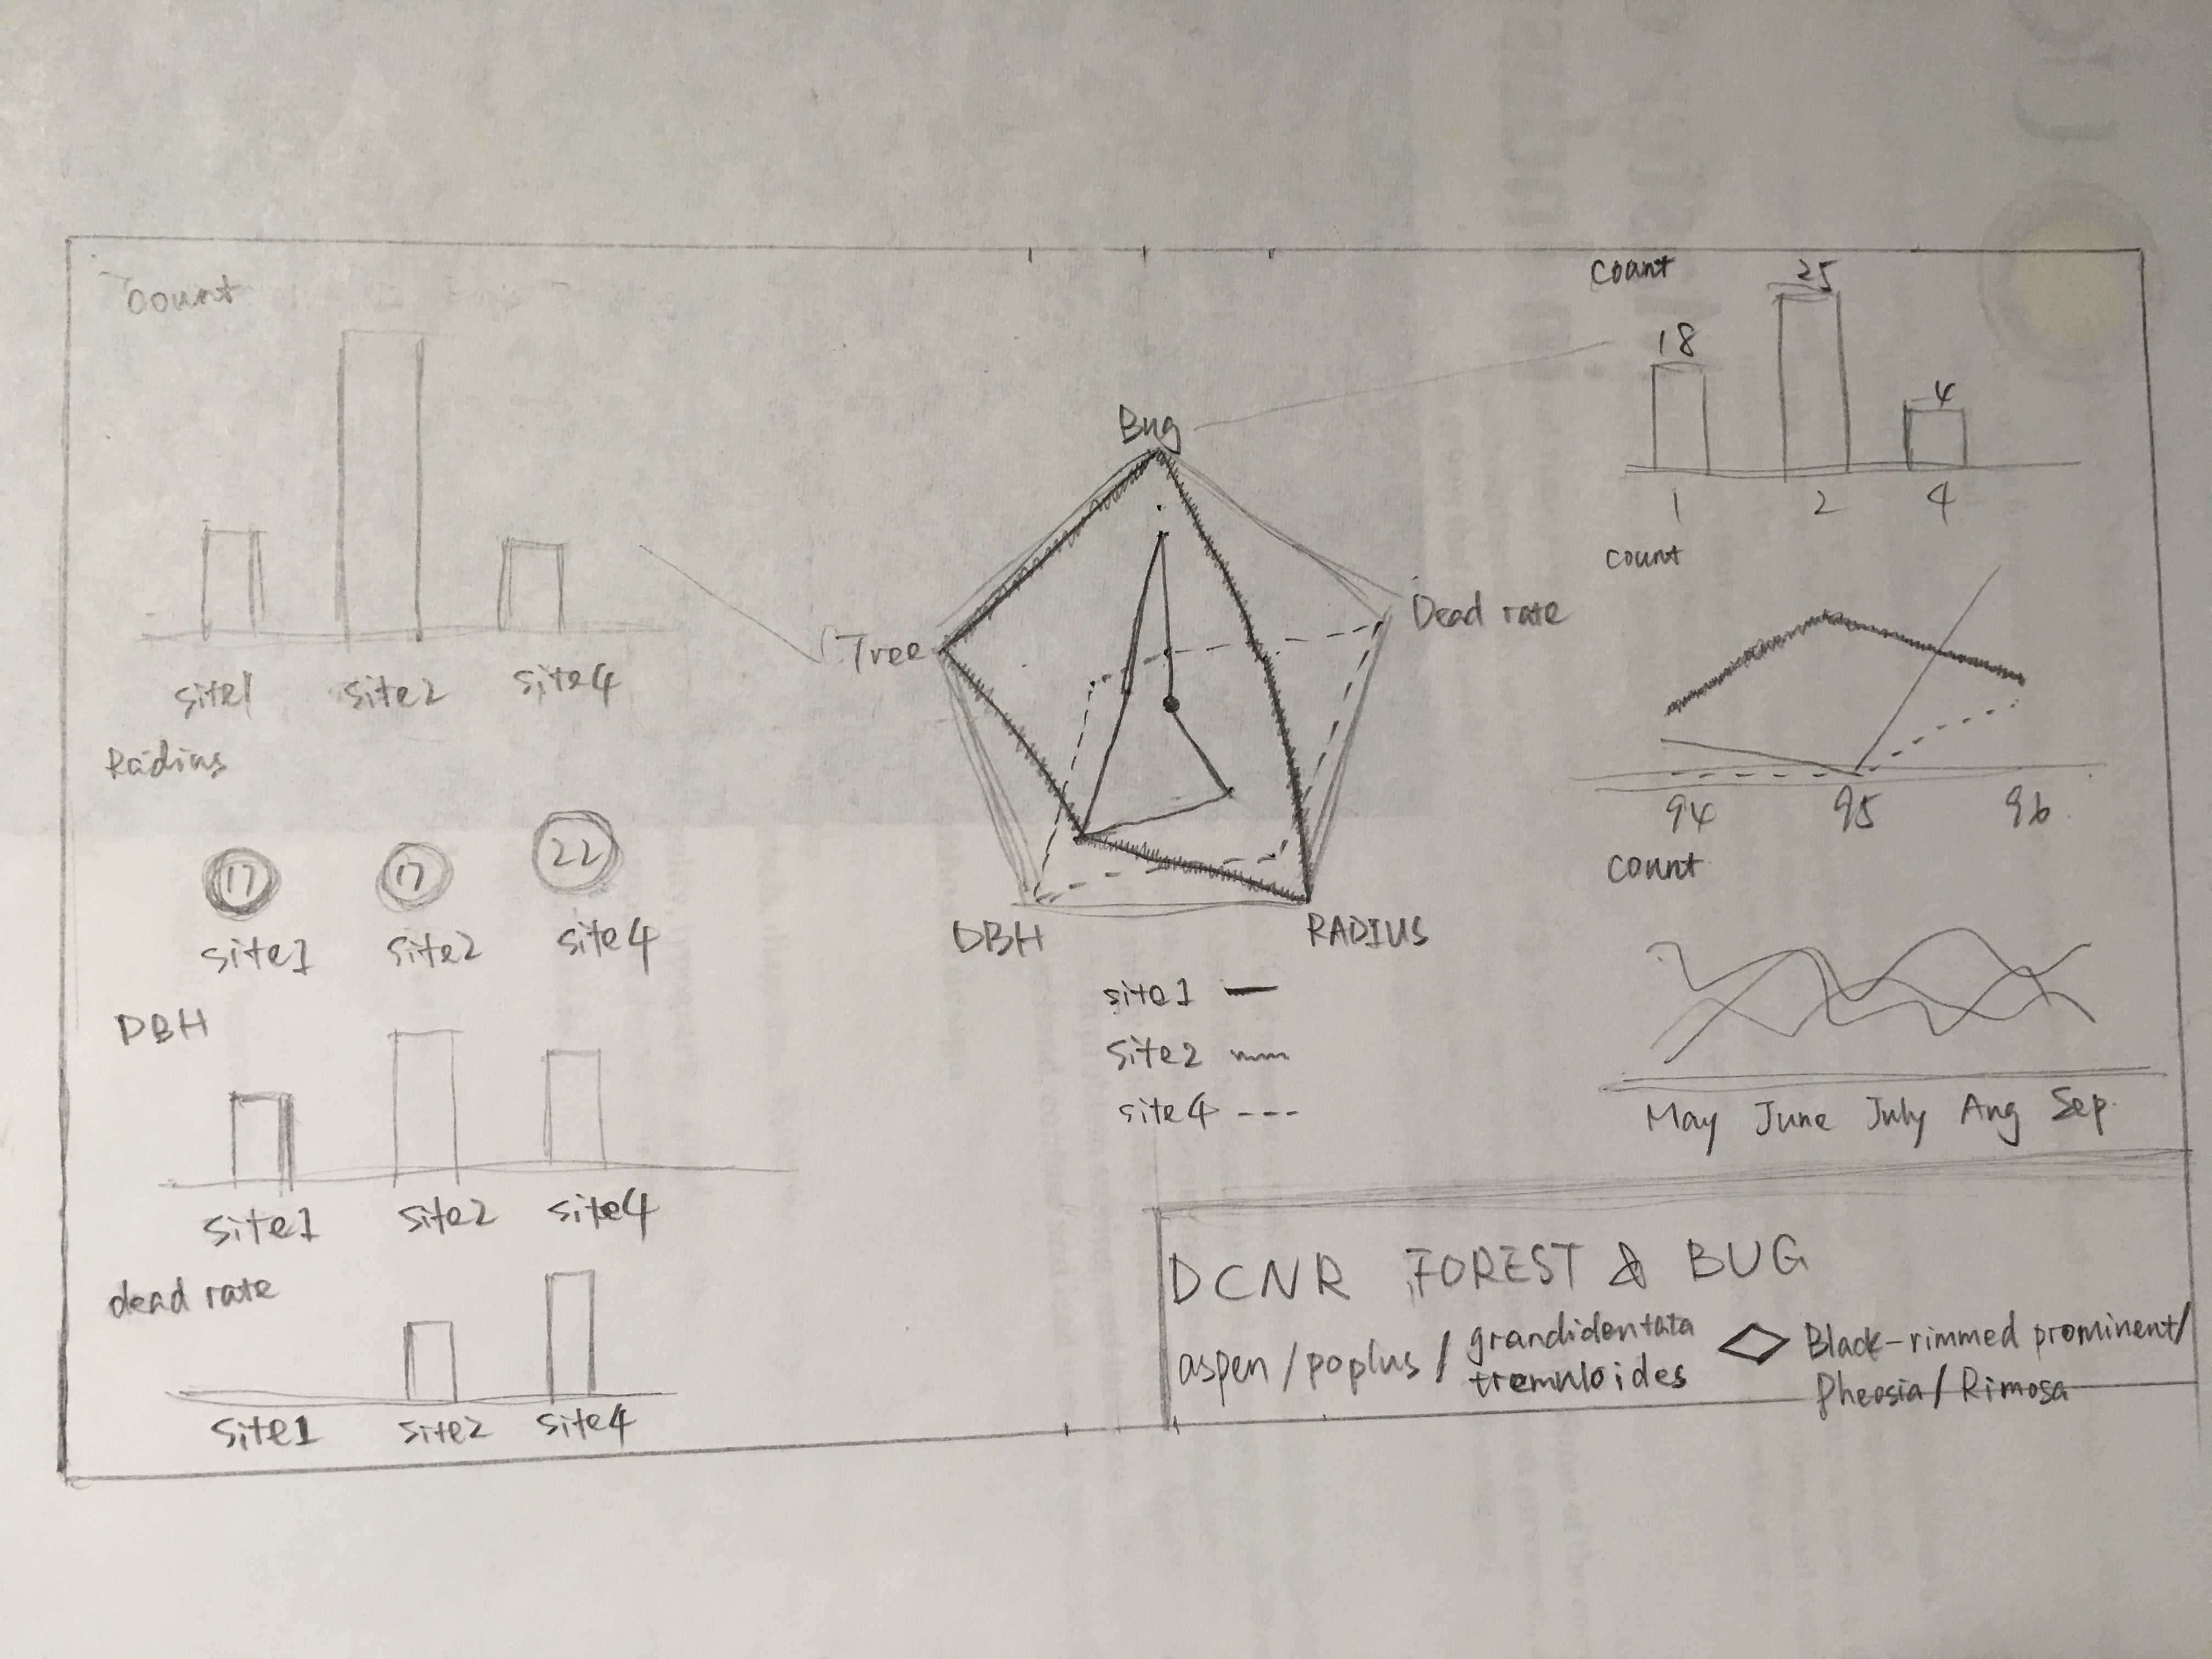 count
site1 site2 site4
Radius
17 17 22
site1 site2 site4
DBH
site1 site2 site4
dead rate
site1 site2 site4
Bug
Tree
Dead rate
DBH
RADIUS
site1
site2
site4
count
18 25 4
1 2 4
count
94 95 96
count
May June July Aug Sep.
DCNR FOREST & BUG
aspen / poplus / grandidentata
tremuloides
Black-rimmed prominent/
Pheosia / Rimosa